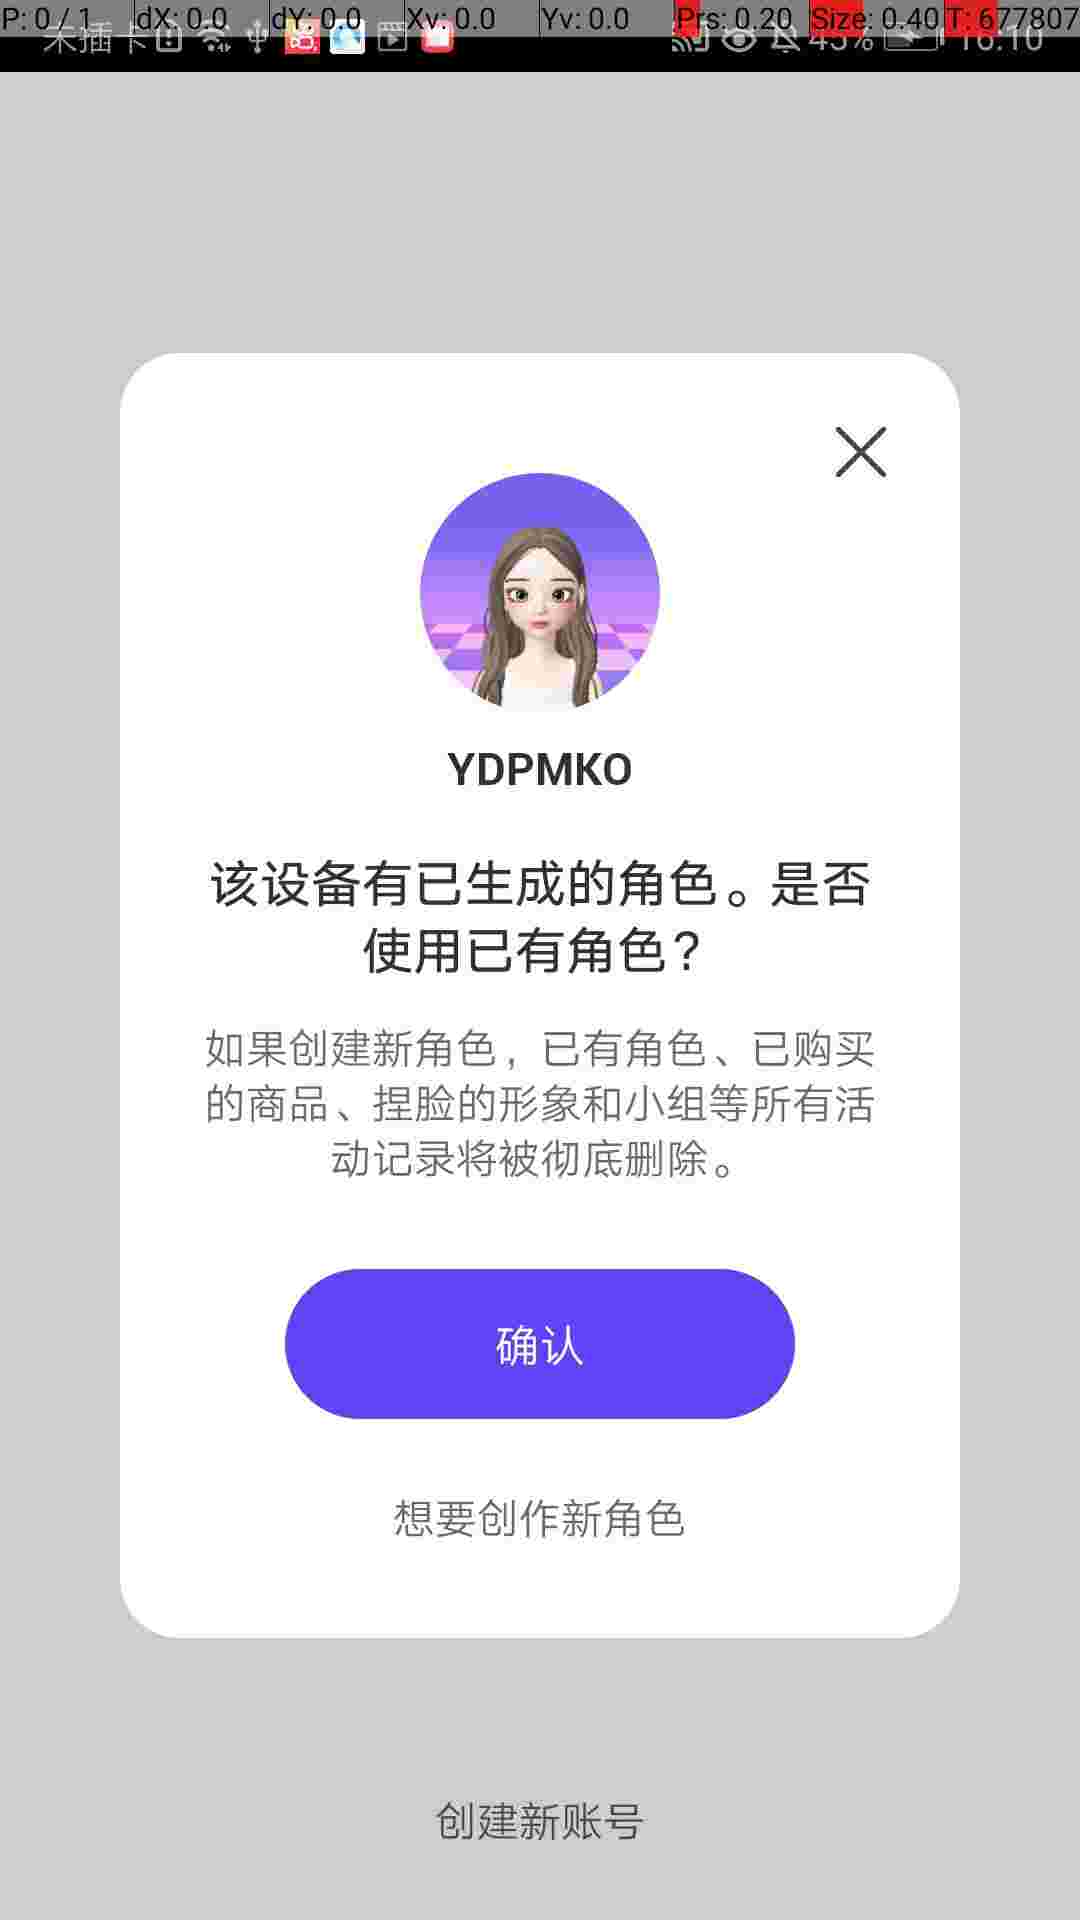 P: 0 / 1 dX: 0.0 dY: 0.0 Xv: 0.0 Yv: 0.0 Prs: 0.20 Size: 0.40 T: 677807
未插卡 43% 16:10
YDPMKO
该设备有已生成的角色。是否
使用已有角色？
如果创建新角色，已有角色、已购买
的商品、捏脸的形象和小组等所有活
动记录将被彻底删除。
确认
想要创作新角色
创建新账号